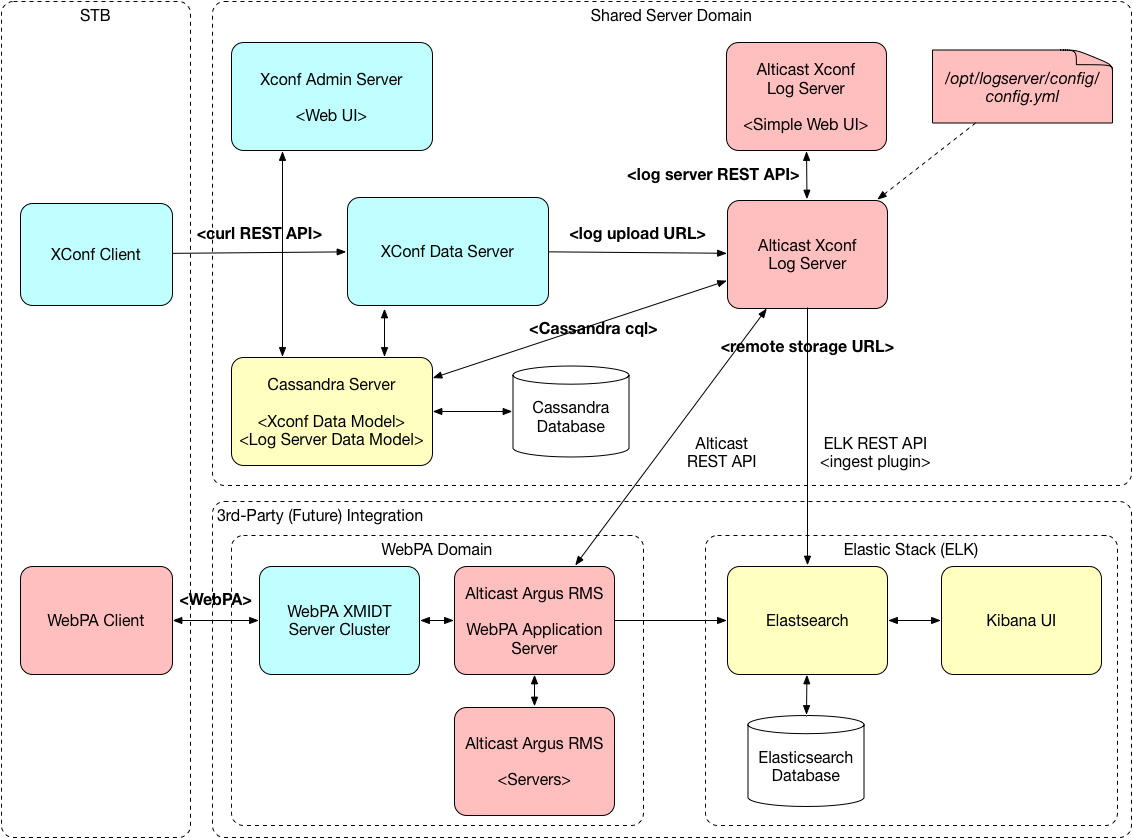 STB
Shared Server Domain
Xconf Admin Server
<Web UI>
Alticast Xconf
Log Server
<Simple Web UI>
/opt/logserver/config/
config.yml
<log server REST API>
XConf Client
<curl REST API>
XConf Data Server
<log upload URL>
Alticast Xconf
Log Server
<Cassandra cql>
<remote storage URL>
Cassandra Server
<Xconf Data Model>
<Log Server Data Model>
Cassandra
Database
Alticast
REST API
ELK REST API
<ingest plugin>
3rd-Party (Future) Integration
WebPA Domain
Elastic Stack (ELK)
WebPA Client
<WebPA>
WebPA XMIDT
Server Cluster
Alticast Argus RMS
WebPA Application
Server
Elastsearch
Kibana UI
Alticast Argus RMS
<Servers>
Elasticsearch
Database